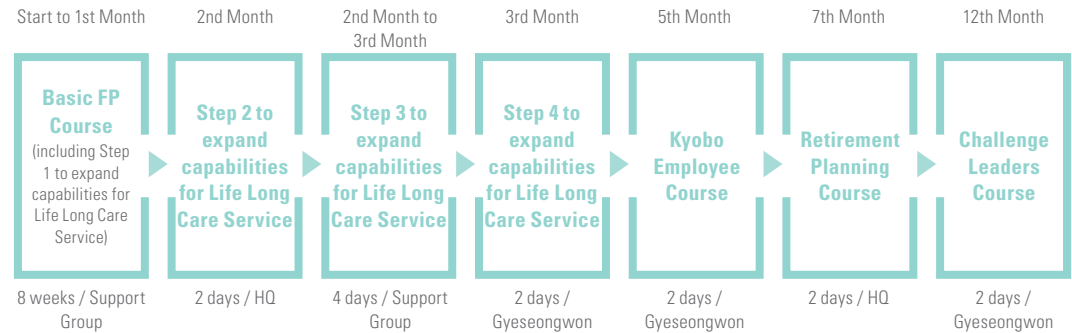 Start to 1st Month
2nd Month
2nd Month to
3rd Month
3rd Month
5th Month
7th Month
12th Month
Basic FP
Course
(including Step
1 to expand
capabilities for
Life Long Care
Service)
Step 2 to
expand
capabilities
for Life Long
Care Service
Step 3 to
expand
capabilities
for Life Long
Care Service
Step 4 to
expand
capabilities
for Life Long
Care Service
Kyobo
Employee
Course
Retirement
Planning
Course
Challenge
Leaders
Course
8 weeks / Support
Group
2 days / HQ
4 days / Support
Group
2 days /
Gyeseongwon
2 days /
Gyeseongwon
2 days / HQ
2 days /
Gyeseongwon